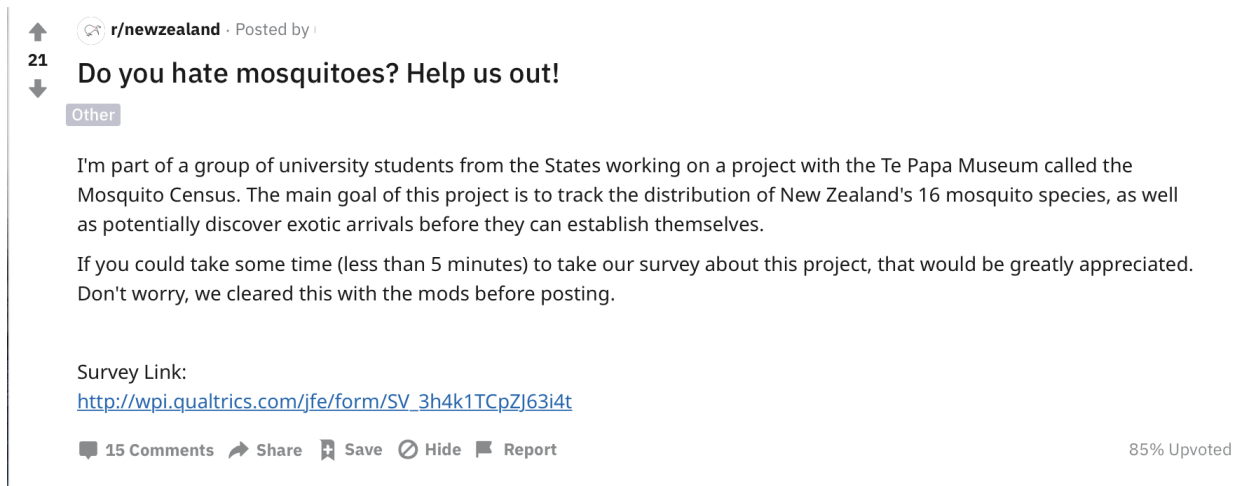 r/newzealand · Posted by
21
Do you hate mosquitoes? Help us out!
Other
I'm part of a group of university students from the States working on a project with the Te Papa Museum called the
Mosquito Census. The main goal of this project is to track the distribution of New Zealand's 16 mosquito species, as well
as potentially discover exotic arrivals before they can establish themselves.
If you could take some time (less than 5 minutes) to take our survey about this project, that would be greatly appreciated.
Don't worry, we cleared this with the mods before posting.
Survey Link:
http://wpi.qualtrics.com/jfe/form/SV_3h4k1TCpZJ63i4t
15 Comments Share Save Hide Report 85% Upvoted